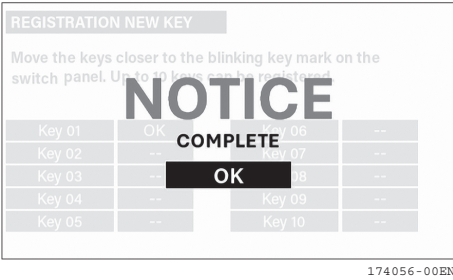 REGISTRATION NEW KEY
Move the keys closer to the blinking key mark on the
switch panel. Up to 10 keys can be registered.
NOTICE
Key 01 OK Key 06 --
COMPLETE
Key 02 -- Key 07 --
Key 03 -- OK 08 --
Key 04 -- Key 09 --
Key 05 -- Key 10 --
174056-00EN